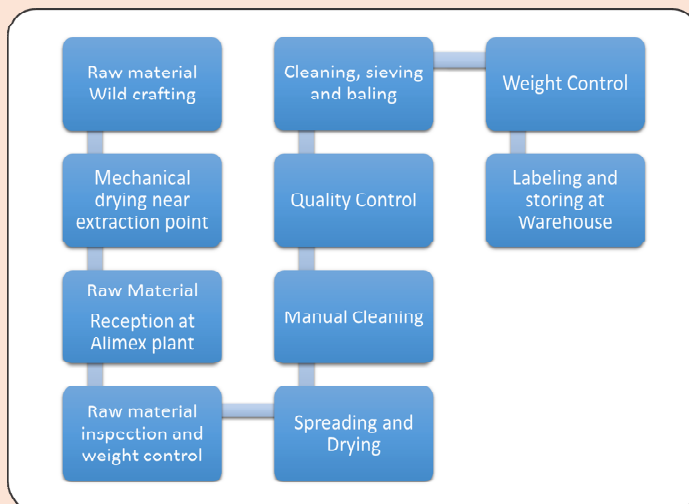 Raw material
Wild crafting
Mechanical
drying near
extraction point
Raw Material
Reception at
Alimex plant
Raw material
inspection and
weight control
Spreading and
Drying
Manual Cleaning
Quality Control
Cleaning, sieving
and baling
Weight Control
Labeling and
storing at
Warehouse